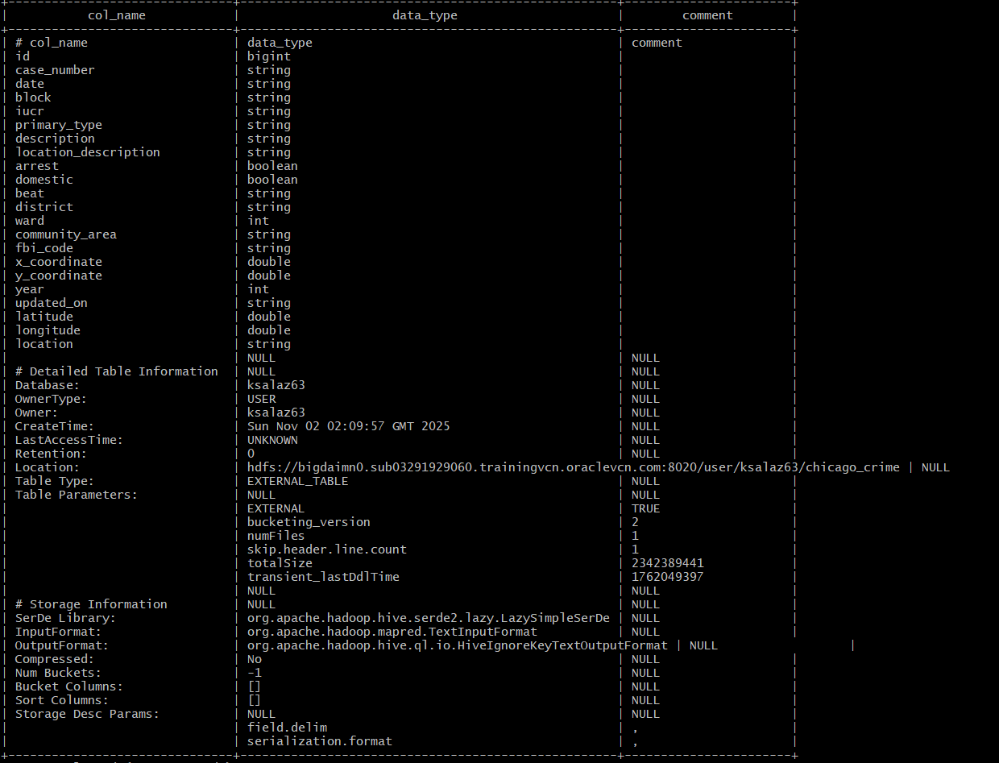 col_name | data_type | comment
# col_name | data_type | comment
id | bigint
case_number | string
date | string
block | string
iucr | string
primary_type | string
description | string
location_description | string
arrest | boolean
domestic | boolean
beat | string
district | string
ward | int
community_area | string
fbi_code | string
x_coordinate | double
y_coordinate | double
year | int
updated_on | string
latitude | double
longitude | double
location | string
| NULL | NULL
# Detailed Table Information | NULL | NULL
Database: | ksalaz63 | NULL
OwnerType: | USER | NULL
Owner: | ksalaz63 | NULL
CreateTime: | Sun Nov 02 02:09:57 GMT 2025 | NULL
LastAccessTime: | UNKNOWN | NULL
Retention: | 0 | NULL
Location: | hdfs://bigdaimn0.sub03291929060.trainingvcn.oraclevcn.com:8020/user/ksalaz63/chicago_crime | NULL
Table Type: | EXTERNAL_TABLE | NULL
Table Parameters: | NULL | NULL
| EXTERNAL | TRUE
| bucketing_version | 2
| numFiles | 1
| skip.header.line.count | 1
| totalSize | 2342389441
| transient_lastDdlTime | 1762049397
| NULL | NULL
# Storage Information | NULL | NULL
SerDe Library: | org.apache.hadoop.hive.serde2.lazy.LazySimpleSerDe | NULL
InputFormat: | org.apache.hadoop.mapred.TextInputFormat | NULL
OutputFormat: | org.apache.hadoop.hive.ql.io.HiveIgnoreKeyTextOutputFormat | NULL
Compressed: | No | NULL
Num Buckets: | -1 | NULL
Bucket Columns: | [] | NULL
Sort Columns: | [] | NULL
Storage Desc Params: | NULL | NULL
| field.delim | ,
| serialization.format | ,